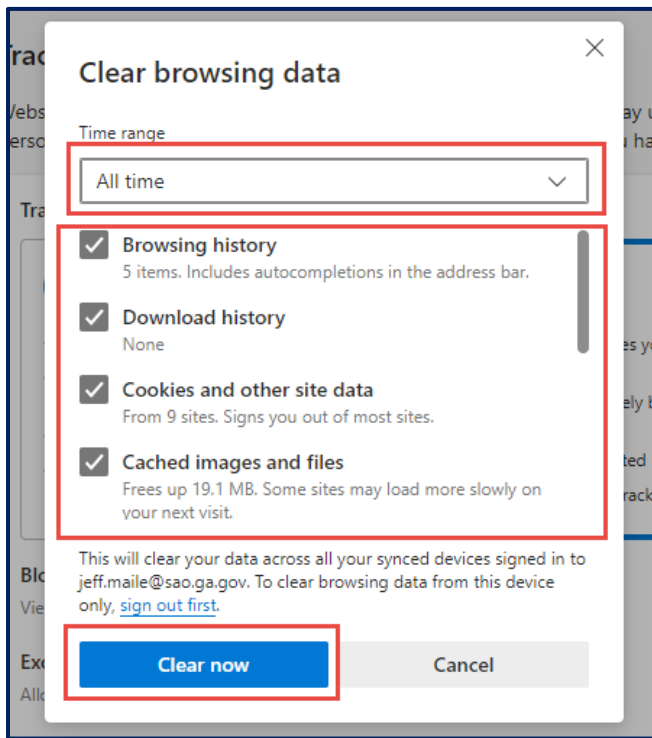 Clear browsing data
Time range
All time
Browsing history
5 items. Includes autocompletions in the address bar.
Download history
None
Cookies and other site data
From 9 sites. Signs you out of most sites.
Cached images and files
Frees up 19.1 MB. Some sites may load more slowly on
your next visit.
This will clear your data across all your synced devices signed in to
jeff.maile@sao.ga.gov. To clear browsing data from this device
only, sign out first.
Clear now
Cancel